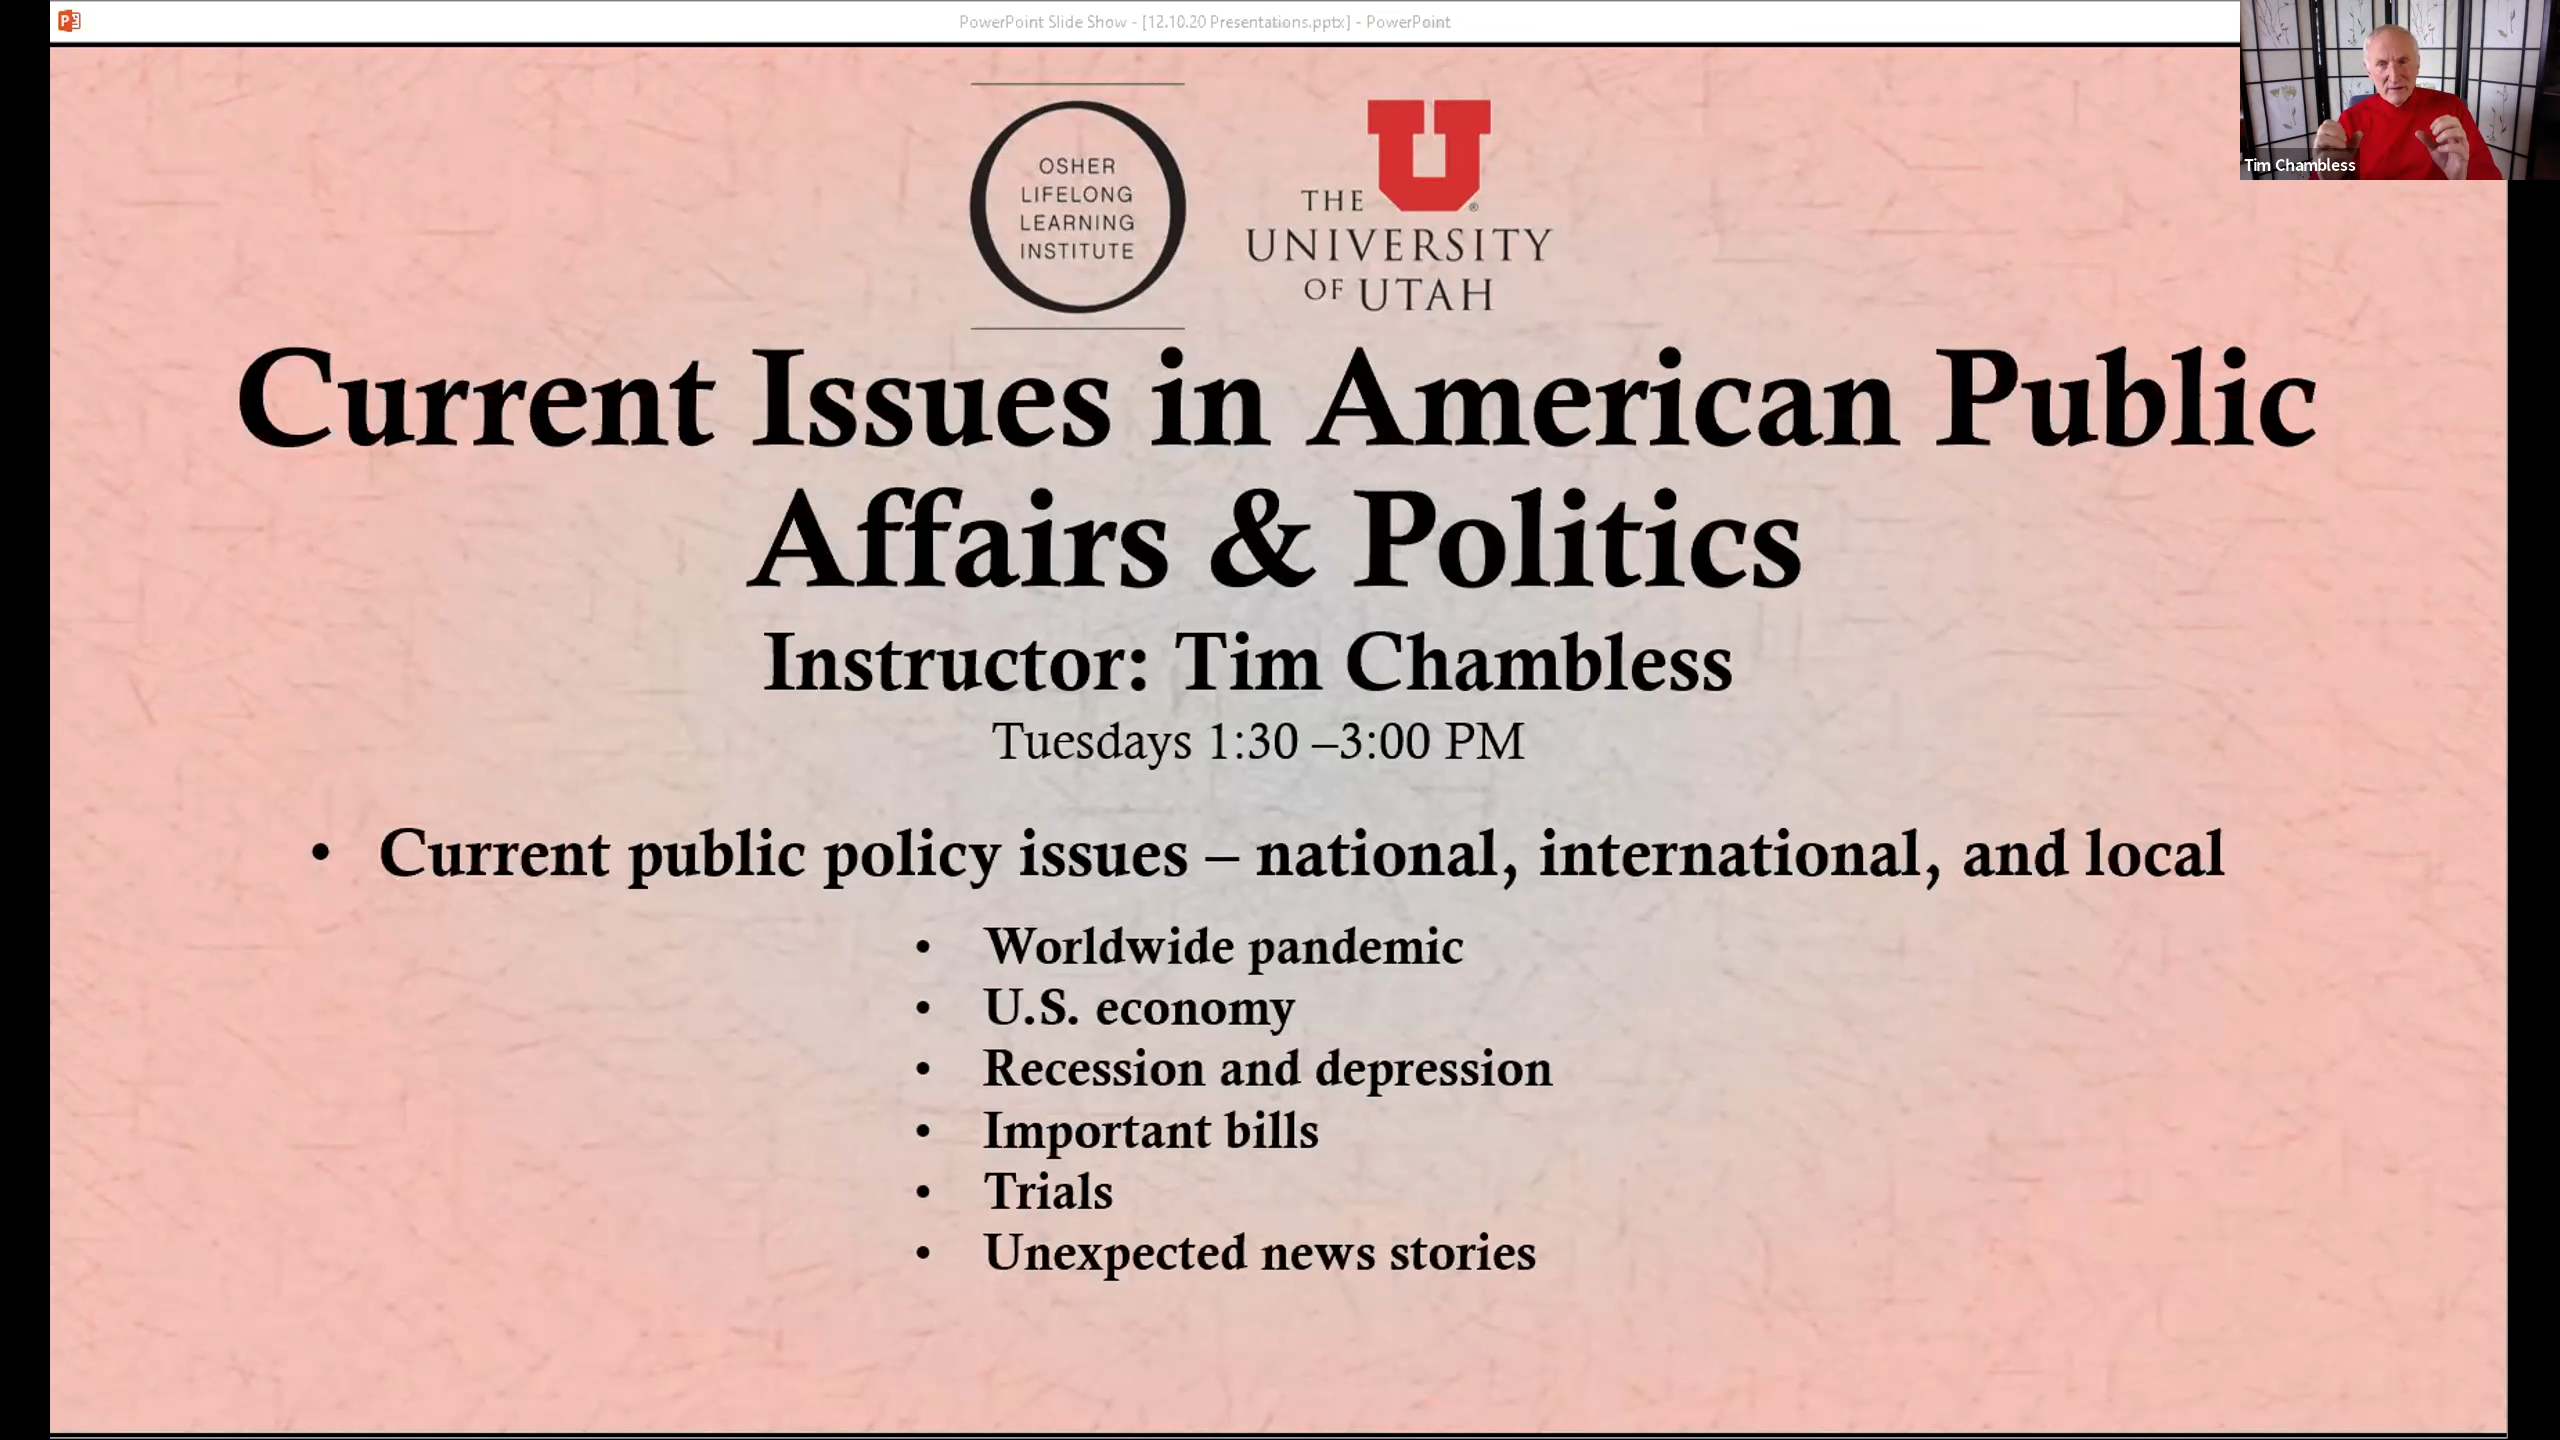 PowerPoint Slide Show - [12.10.20 Presentations.pptx] - PowerPoint
Tim Chambless
OSHER
LIFELONG
LEARNING
INSTITUTE
U®
THE
UNIVERSITY
OF UTAH
Current Issues in American Public
Affairs & Politics
Instructor: Tim Chambless
Tuesdays 1:30 –3:00 PM
• Current public policy issues – national, international, and local
• Worldwide pandemic
• U.S. economy
• Recession and depression
• Important bills
• Trials
• Unexpected news stories